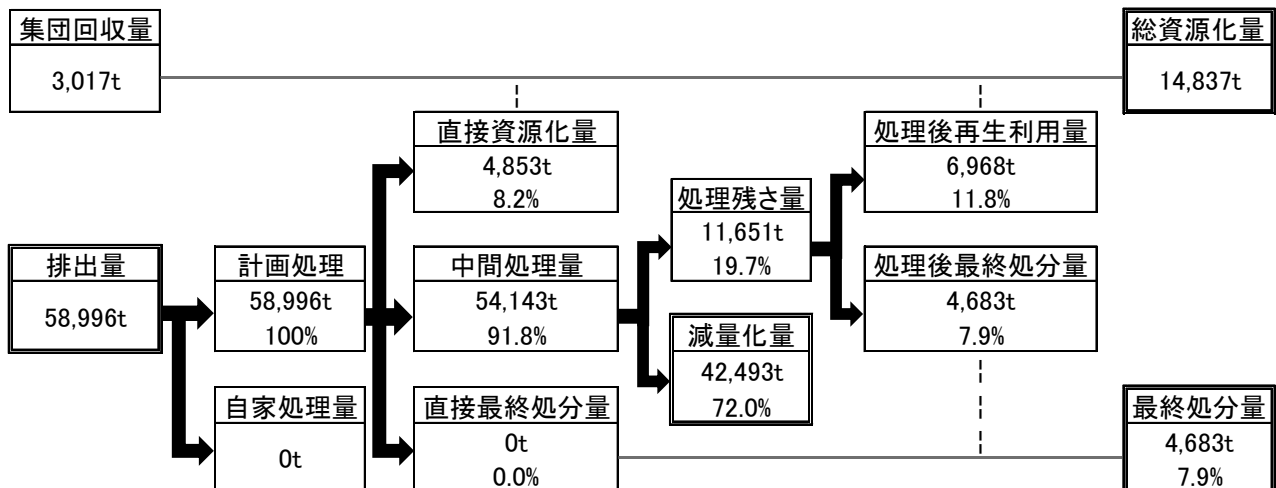 集団回収量
3,017t
総資源化量
14,837t
直接資源化量
4,853t
8.2%
処理後再生利用量
6,968t
11.8%
処理残さ量
11,651t
19.7%
排出量
58,996t
計画処理
58,996t
100%
中間処理量
54,143t
91.8%
処理後最終処分量
4,683t
7.9%
減量化量
42,493t
72.0%
自家処理量
0t
直接最終処分量
0t
0.0%
最終処分量
4,683t
7.9%